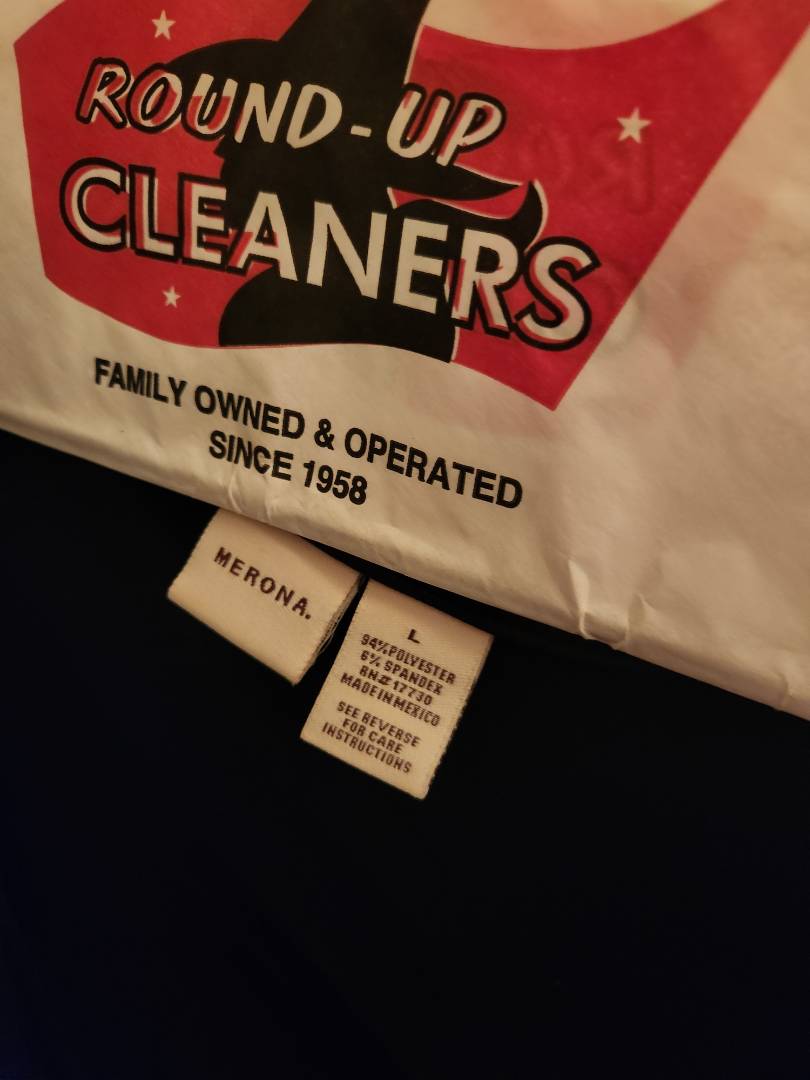 ROUND-UP
CLEANERS
FAMILY OWNED & OPERATED
SINCE 1958
MERONA.
L
94% POLYESTER
6% SPANDEX
RN# 17730
MADE IN MEXICO
SEE REVERSE
FOR CARE
INSTRUCTIONS